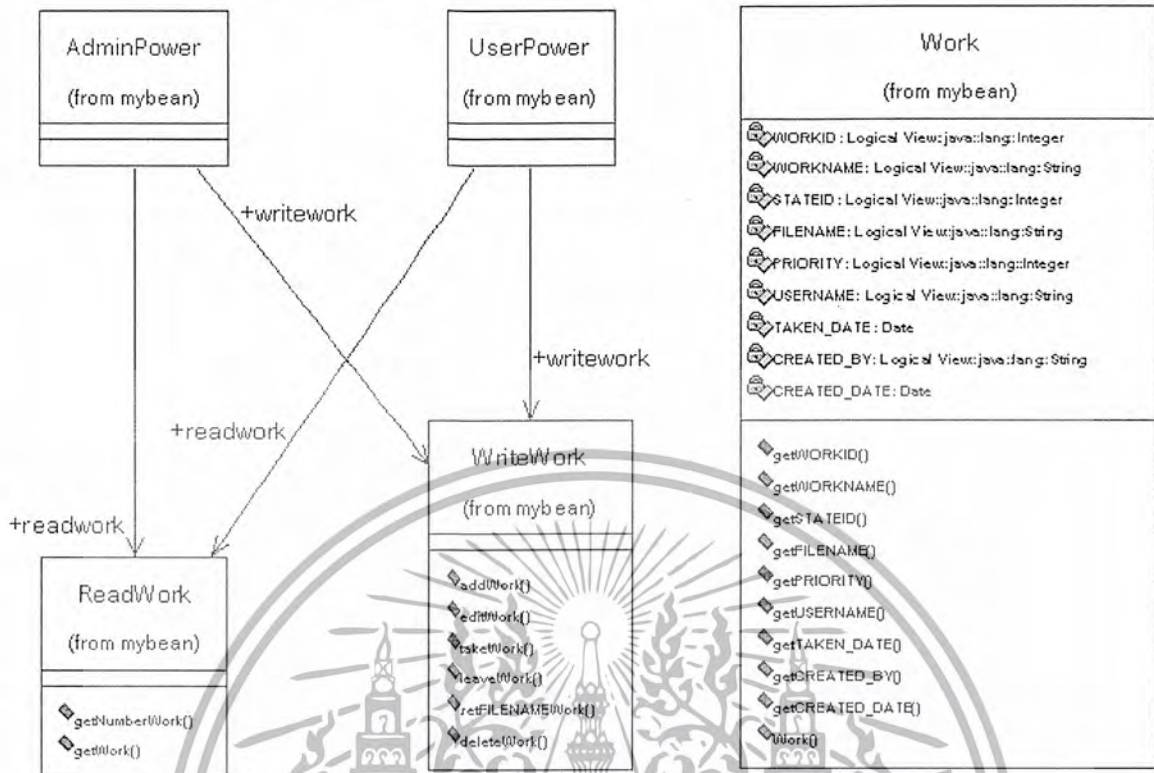 AdminPower
(from mybean)
UserPower
(from mybean)
+writework
+writework
+readwork
+readwork
ReadWork
(from mybean)
getNumberWork()
getWork()
WriteWork
(from mybean)
addWork()
editWork()
takeWork()
leaveWork()
setFILENAMEWork()
deleteWork()
Work
(from mybean)
WORKID : Logical View::java::lang::Integer
WORKNAME : Logical View::java::lang::String
STATEID : Logical View::java::lang::Integer
FILENAME : Logical View::java::lang::String
PRIORITY : Logical View::java::lang::Integer
USERNAME : Logical View::java::lang::String
TAKEN_DATE : Date
CREATED_BY : Logical View::java::lang::String
CREATED_DATE : Date
getWORKID()
getWORKNAME()
getSTATEID()
getFILENAME()
getPRIORITY()
getUSERNAME()
getTAKEN_DATE()
getCREATED_BY()
getCREATED_DATE()
Work()